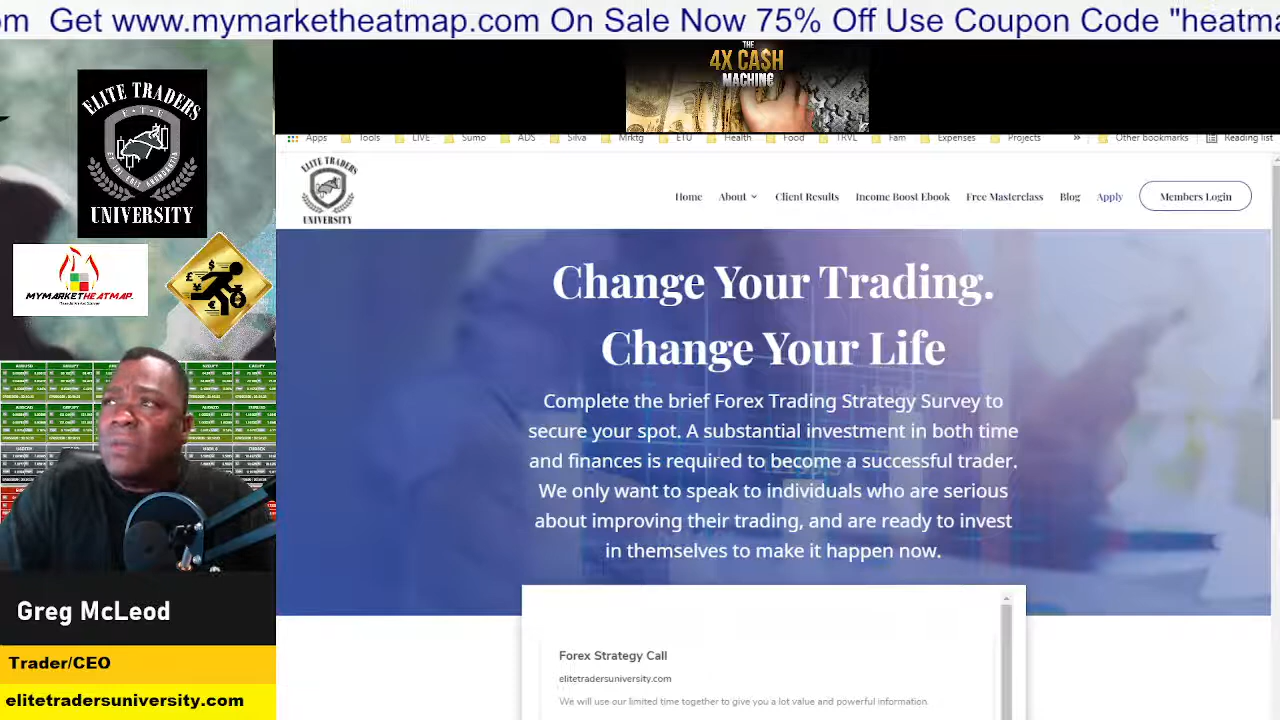 om Get www.mymarketheatmap.com On Sale Now 75% Off Use Coupon Code "heatma
THE
4X CA$H
MACHINE
ELITE TRADERS
E·T·U
UNIVERSITY
MYMARKETHEATMAP.
Apps Tools LIVE Sumo ADS Silva Mrktg ETU Health Food TRVL Fam Expenses Projects » Other bookmarks Reading list
ELITE TRADERS
UNIVERSITY
Home About Client Results Income Boost Ebook Free Masterclass Blog Apply Members Login
Change Your Trading.
Change Your Life
Complete the brief Forex Trading Strategy Survey to
secure your spot. A substantial investment in both time
and finances is required to become a successful trader.
We only want to speak to individuals who are serious
about improving their trading, and are ready to invest
in themselves to make it happen now.
Forex Strategy Call
elitetradersuniversity.com
We will use our limited time together to give you a lot value and powerful information
Greg McLeod
Trader/CEO
elitetradersuniversity.com